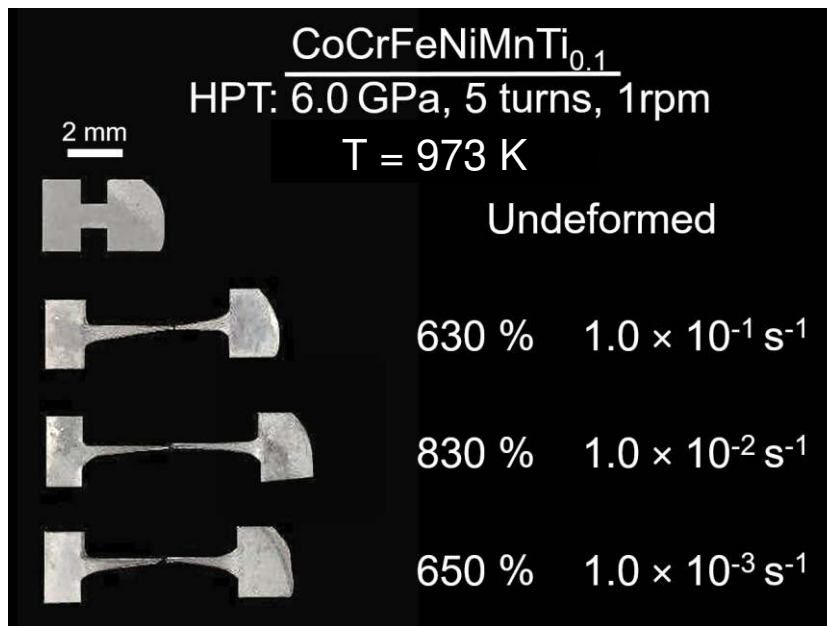 CoCrFeNiMnTi₀.₁
HPT: 6.0 GPa, 5 turns, 1rpm
2 mm
T = 973 K
Undeformed
630 % 1.0 × 10⁻¹ s⁻¹
830 % 1.0 × 10⁻² s⁻¹
650 % 1.0 × 10⁻³ s⁻¹